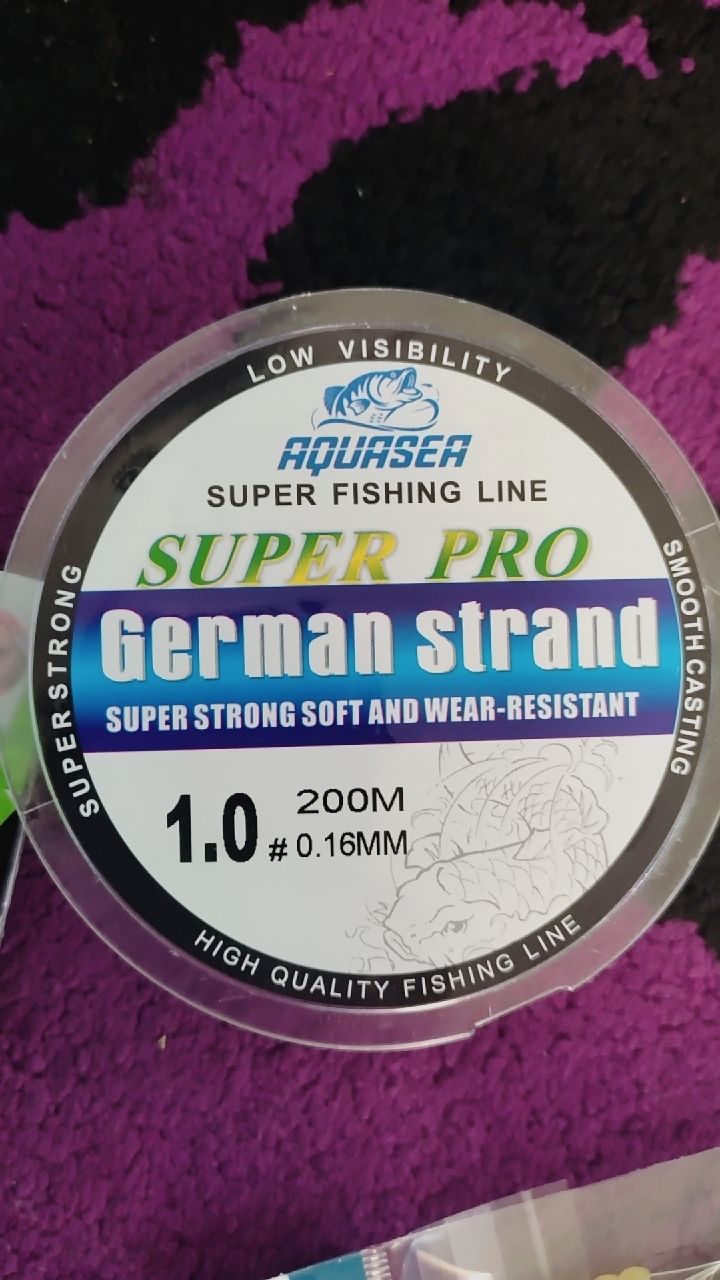 LOW VISIBILITY
AQUASEA
SUPER FISHING LINE
SUPER PRO
German strand
SUPER STRONG SOFT AND WEAR-RESISTANT
SUPER STRONG
SMOOTH CASTING
1.0 # 200M
0.16MM
HIGH QUALITY FISHING LINE